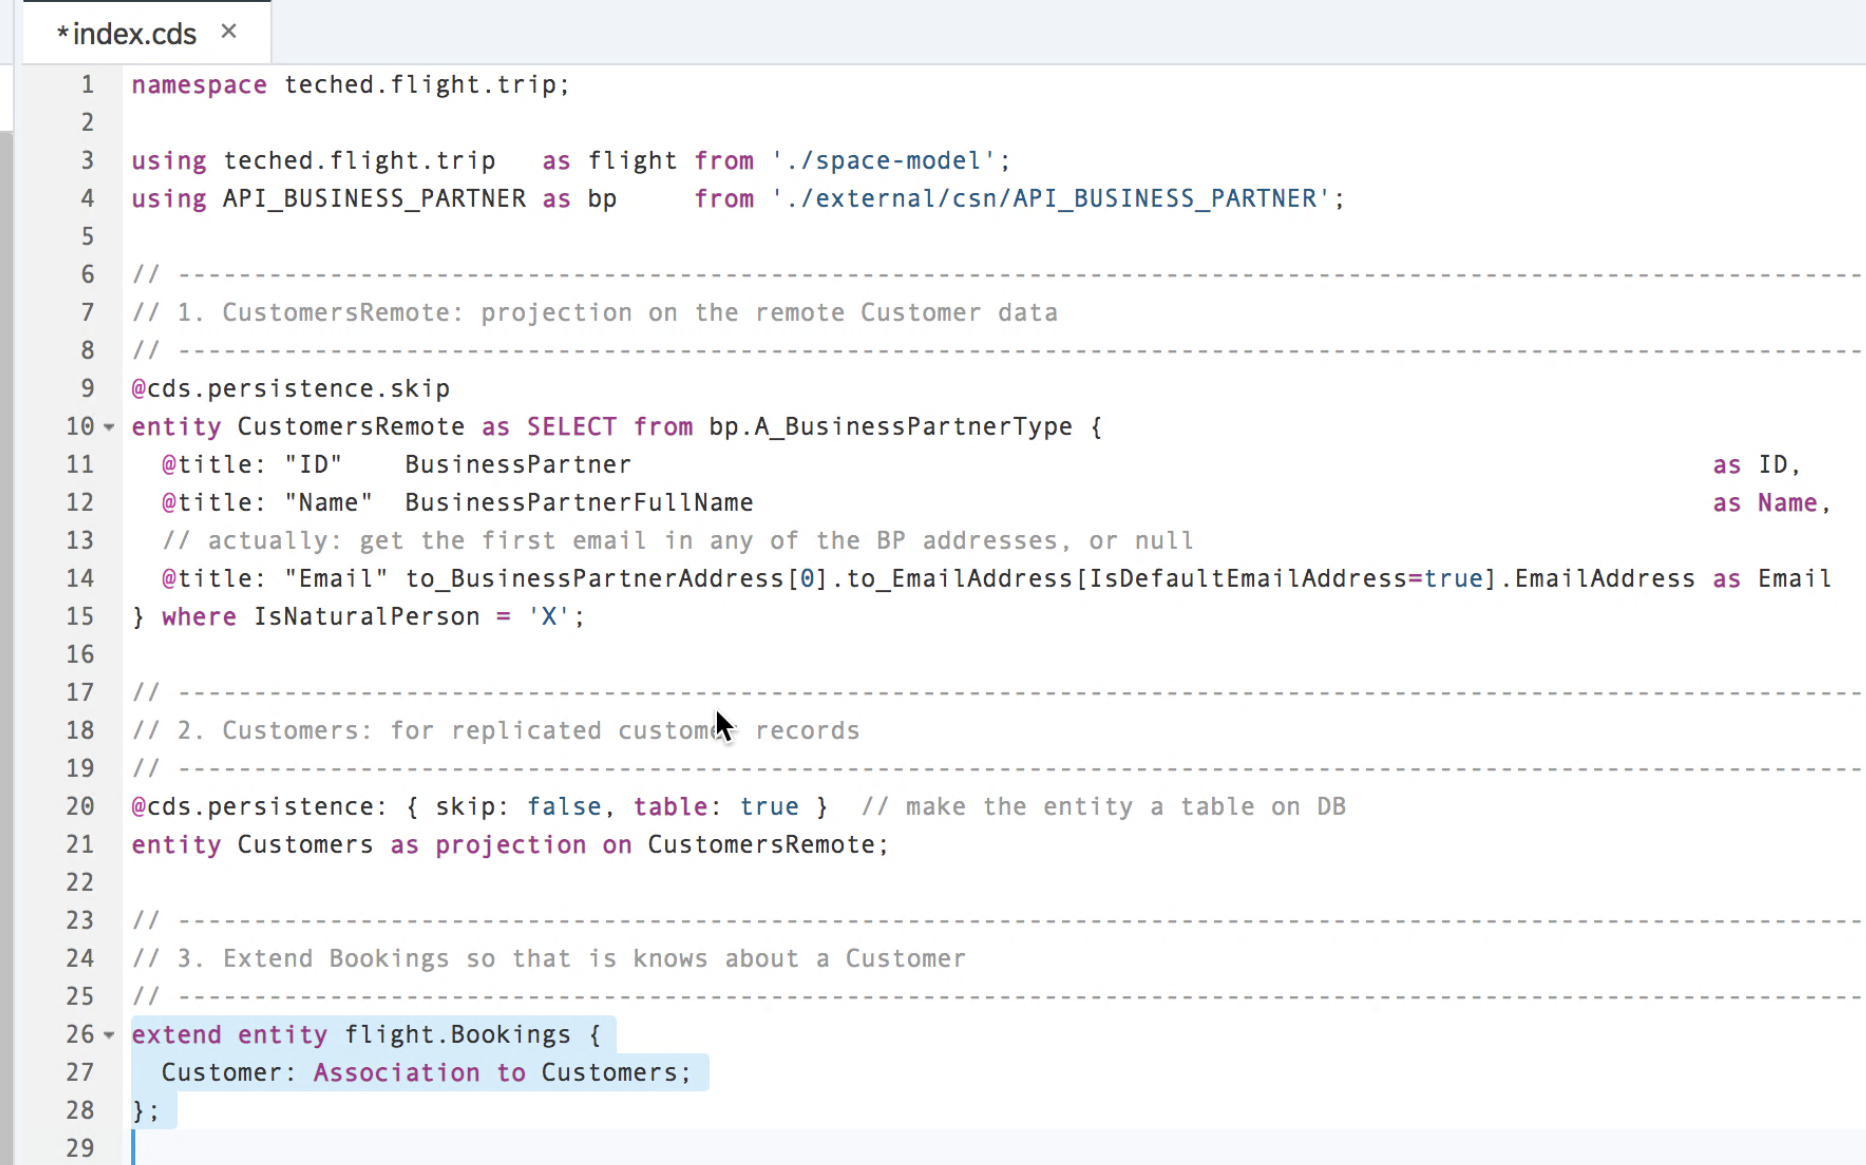 *index.cds ×
1 namespace teched.flight.trip;
2
3 using teched.flight.trip   as flight from './space-model';
4 using API_BUSINESS_PARTNER as bp     from './external/csn/API_BUSINESS_PARTNER';
5
6 // ----------------------------------------------------------------------------------------------------------------
7 // 1. CustomersRemote: projection on the remote Customer data
8 // ----------------------------------------------------------------------------------------------------------------
9 @cds.persistence.skip
10 entity CustomersRemote as SELECT from bp.A_BusinessPartnerType {
11   @title: "ID"    BusinessPartner                                                                       as ID,
12   @title: "Name"  BusinessPartnerFullName                                                               as Name,
13   // actually: get the first email in any of the BP addresses, or null
14   @title: "Email" to_BusinessPartnerAddress[0].to_EmailAddress[IsDefaultEmailAddress=true].EmailAddress as Email
15 } where IsNaturalPerson = 'X';
16
17 // ----------------------------------------------------------------------------------------------------------------
18 // 2. Customers: for replicated customer records
19 // ----------------------------------------------------------------------------------------------------------------
20 @cds.persistence: { skip: false, table: true }  // make the entity a table on DB
21 entity Customers as projection on CustomersRemote;
22
23 // ----------------------------------------------------------------------------------------------------------------
24 // 3. Extend Bookings so that is knows about a Customer
25 // ----------------------------------------------------------------------------------------------------------------
26 extend entity flight.Bookings {
27   Customer: Association to Customers;
28 };
29